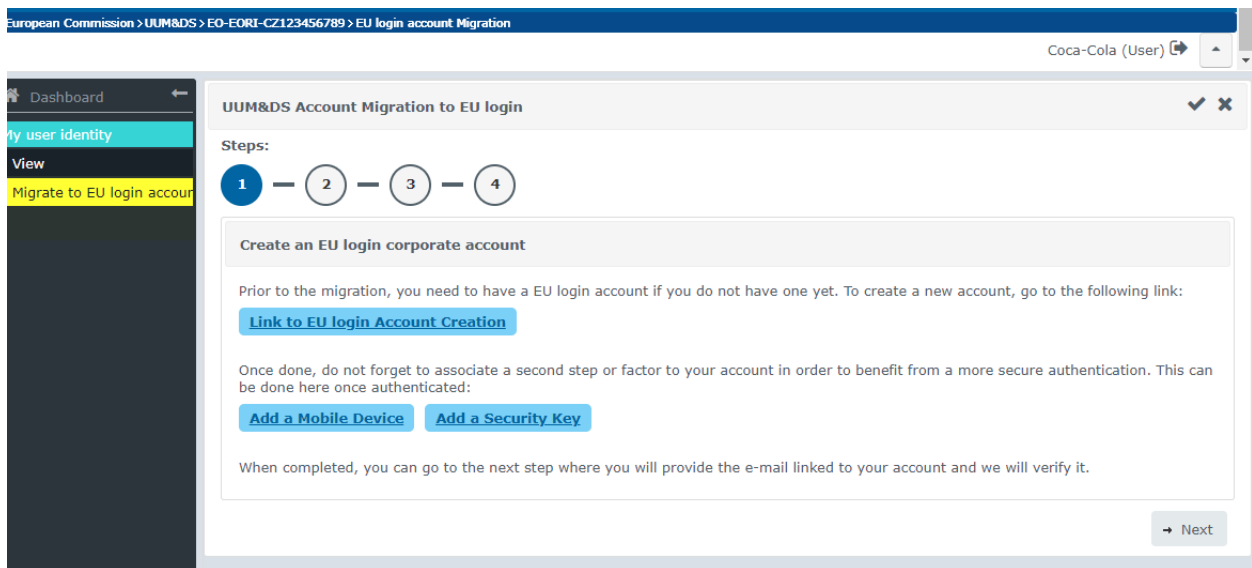 European Commission > UUM&DS > EO-EORI-CZ123456789 > EU login account Migration
Coca-Cola (User)
Dashboard
My user identity
View
Migrate to EU login accour
UUM&DS Account Migration to EU login
Steps:
1 2 3 4
Create an EU login corporate account
Prior to the migration, you need to have a EU login account if you do not have one yet. To create a new account, go to the following link:
Link to EU login Account Creation
Once done, do not forget to associate a second step or factor to your account in order to benefit from a more secure authentication. This can
be done here once authenticated:
Add a Mobile Device Add a Security Key
When completed, you can go to the next step where you will provide the e-mail linked to your account and we will verify it.
Next